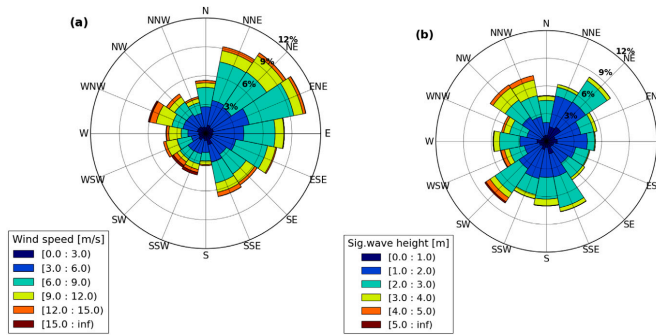 (a)
N
NNW
NNE
NW
NE
WNW
ENE
W
E
WSW
ESE
SW
SE
SSW
SSE
S
3%
6%
9%
12%
Wind speed [m/s]
[0.0 : 3.0)
[3.0 : 6.0)
[6.0 : 9.0)
[9.0 : 12.0)
[12.0 : 15.0)
[15.0 : inf)
(b)
N
NNW
NNE
NW
NE
WNW
ENE
W
E
WSW
ES
SW
SE
SSW
SSE
S
3%
6%
9%
12%
Sig.wave height [m]
[0.0 : 1.0)
[1.0 : 2.0)
[2.0 : 3.0)
[3.0 : 4.0)
[4.0 : 5.0)
[5.0 : inf)